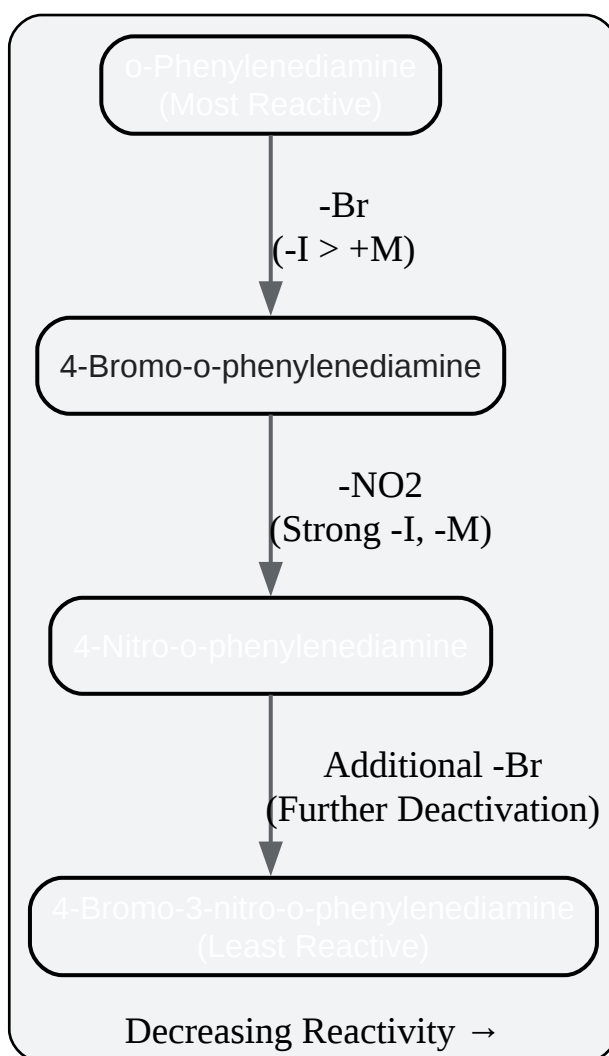 o-Phenylenediamine
(Most Reactive)
-Br
(-I > +M)
4-Bromo-o-phenylenediamine
-NO2
(Strong -I, -M)
4-Nitro-o-phenylenediamine
Additional -Br
(Further Deactivation)
4-Bromo-3-nitro-o-phenylenediamine
(Least Reactive)
Decreasing Reactivity →